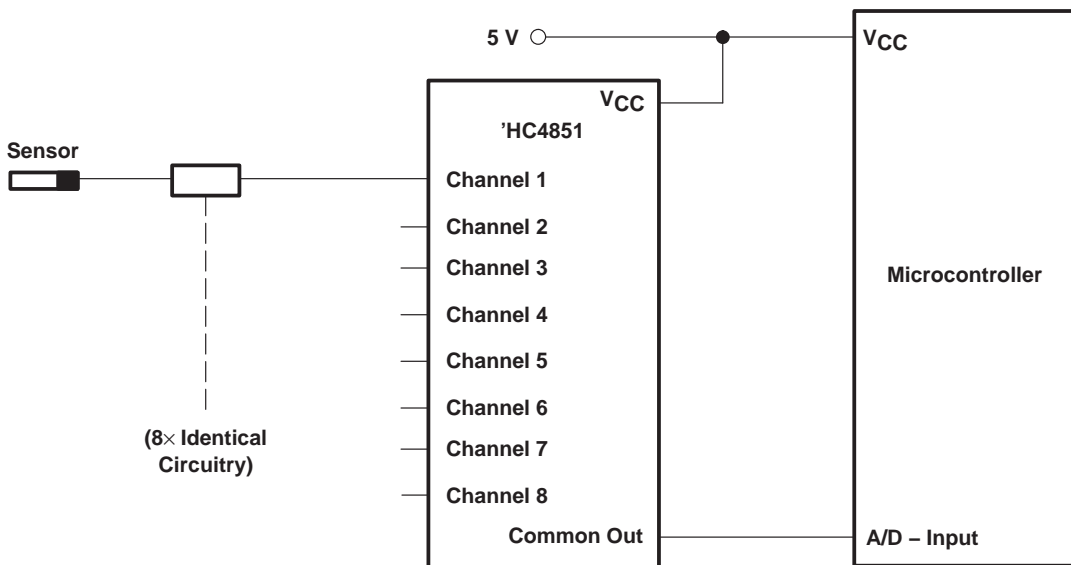 5 V
VCC
VCC
'HC4851
Sensor
Channel 1
Channel 2
Channel 3
Microcontroller
Channel 4
Channel 5
Channel 6
(8× Identical
Circuitry)
Channel 7
Channel 8
Common Out
A/D – Input